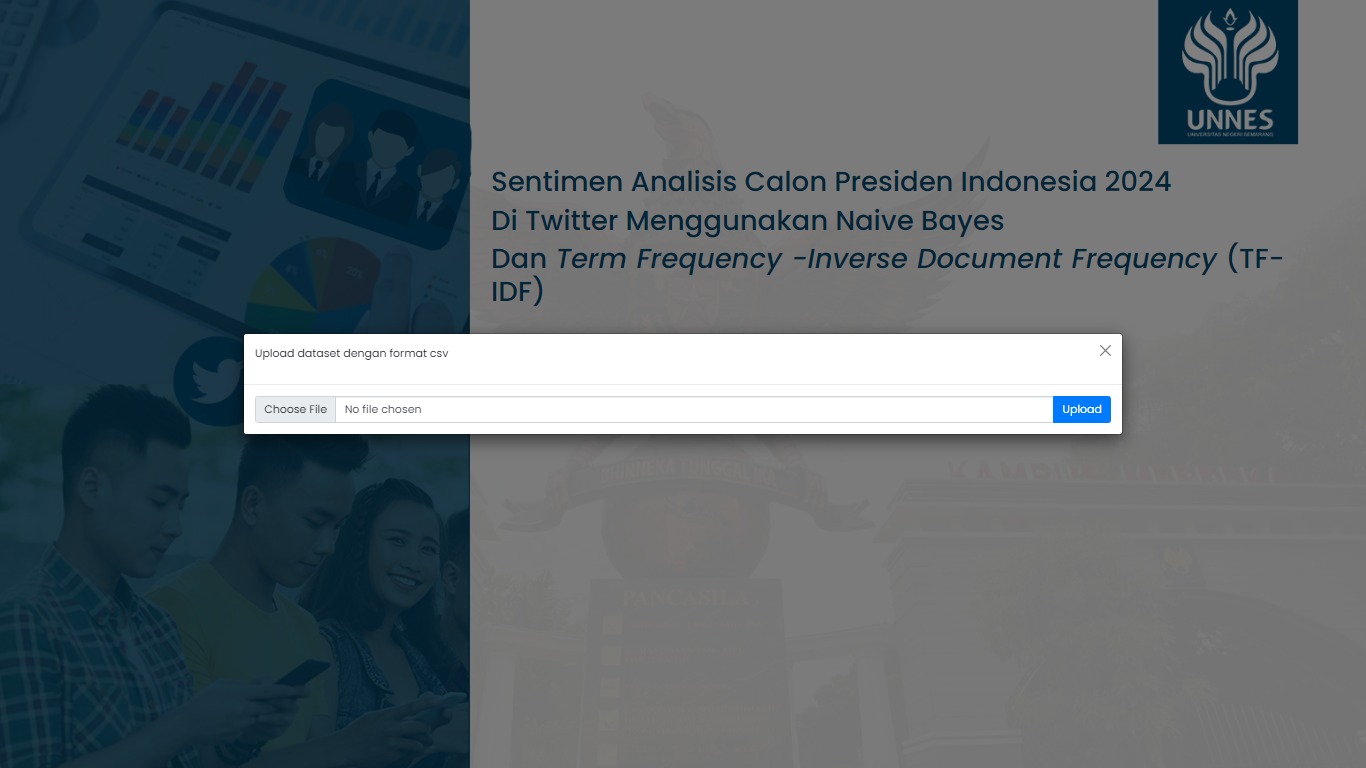 UNNES
UNIVERSITAS NEGERI SEMARANG
Sentimen Analisis Calon Presiden Indonesia 2024
Di Twitter Menggunakan Naive Bayes
Dan Term Frequency -Inverse Document Frequency (TF-
IDF)
Upload dataset dengan format csv
Choose File
No file chosen
Upload
PANCASILA